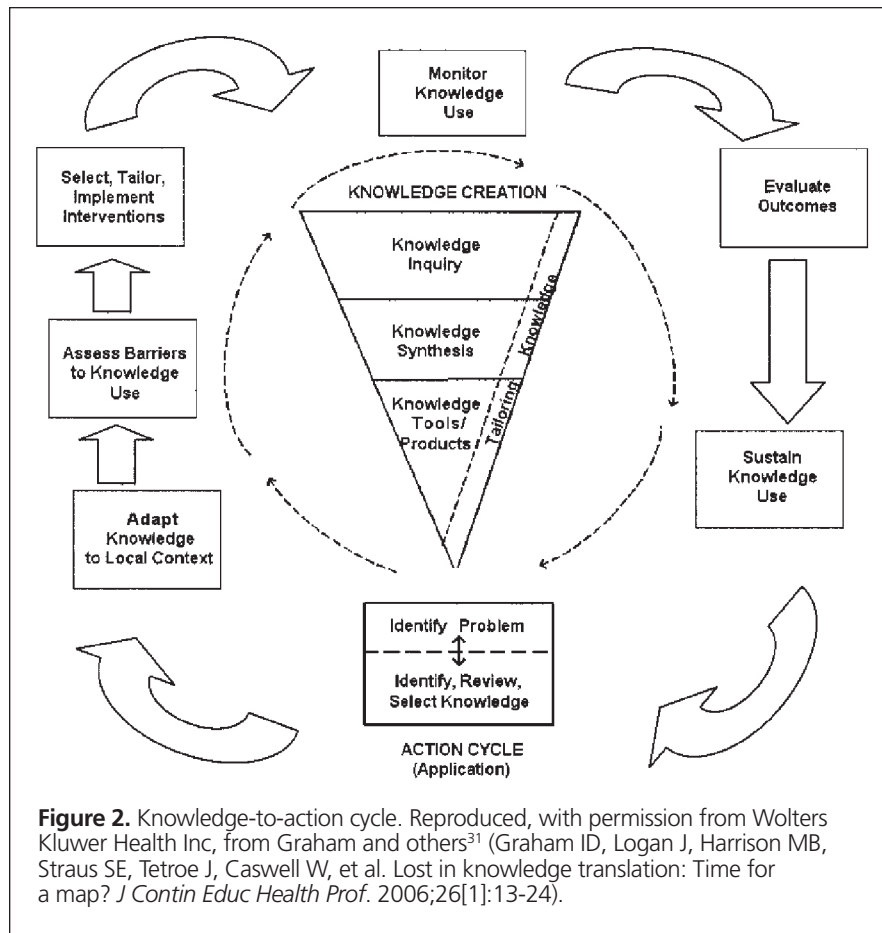 Monitor
Knowledge
Use
Select, Tailor,
Implement
Interventions
Evaluate
Outcomes
KNOWLEDGE CREATION
Knowledge
Inquiry
Knowledge
Synthesis
Knowledge
Tools/
Products
Tailoring Knowledge
Assess Barriers
to Knowledge
Use
Sustain
Knowledge
Use
Adapt
Knowledge
to Local Context
Identify Problem
Identify, Review,
Select Knowledge
ACTION CYCLE
(Application)
Figure 2. Knowledge-to-action cycle. Reproduced, with permission from Wolters
Kluwer Health Inc, from Graham and others31 (Graham ID, Logan J, Harrison MB,
Straus SE, Tetroe J, Caswell W, et al. Lost in knowledge translation: Time for
a map? J Contin Educ Health Prof. 2006;26[1]:13-24).